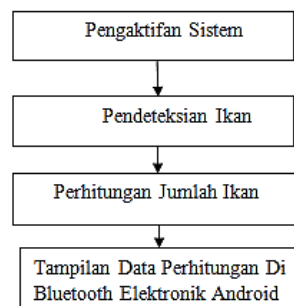 Pengaktifan Sistem
Pendeteksian Ikan
Perhitungan Jumlah Ikan
Tampilan Data Perhitungan Di
Bluetooth Elektronik Android